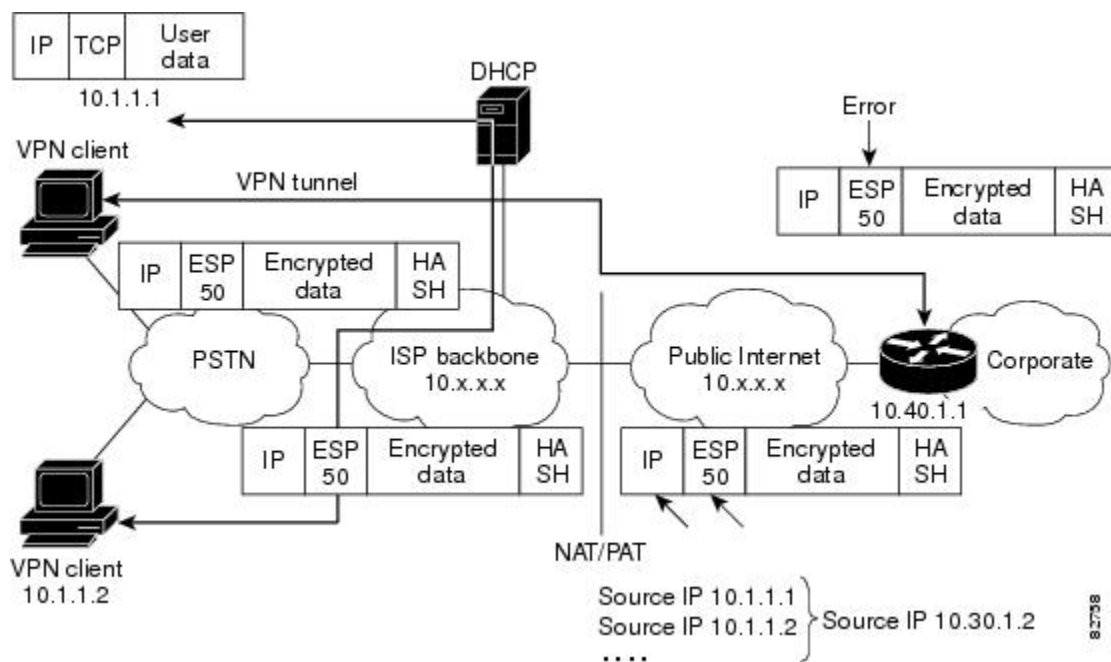 IP TCP User data
10.1.1.1
DHCP
Error
VPN client
VPN tunnel
IP ESP 50 Encrypted data HA SH
IP ESP 50 Encrypted data HA SH
PSTN
ISP backbone
10.x.x.x
Public Internet
10.x.x.x
Corporate
10.40.1.1
IP ESP 50 Encrypted data HA SH
IP ESP 50 Encrypted data HA SH
VPN client
10.1.1.2
NAT/PAT
Source IP 10.1.1.1
Source IP 10.1.1.2
....
Source IP 10.30.1.2
82758